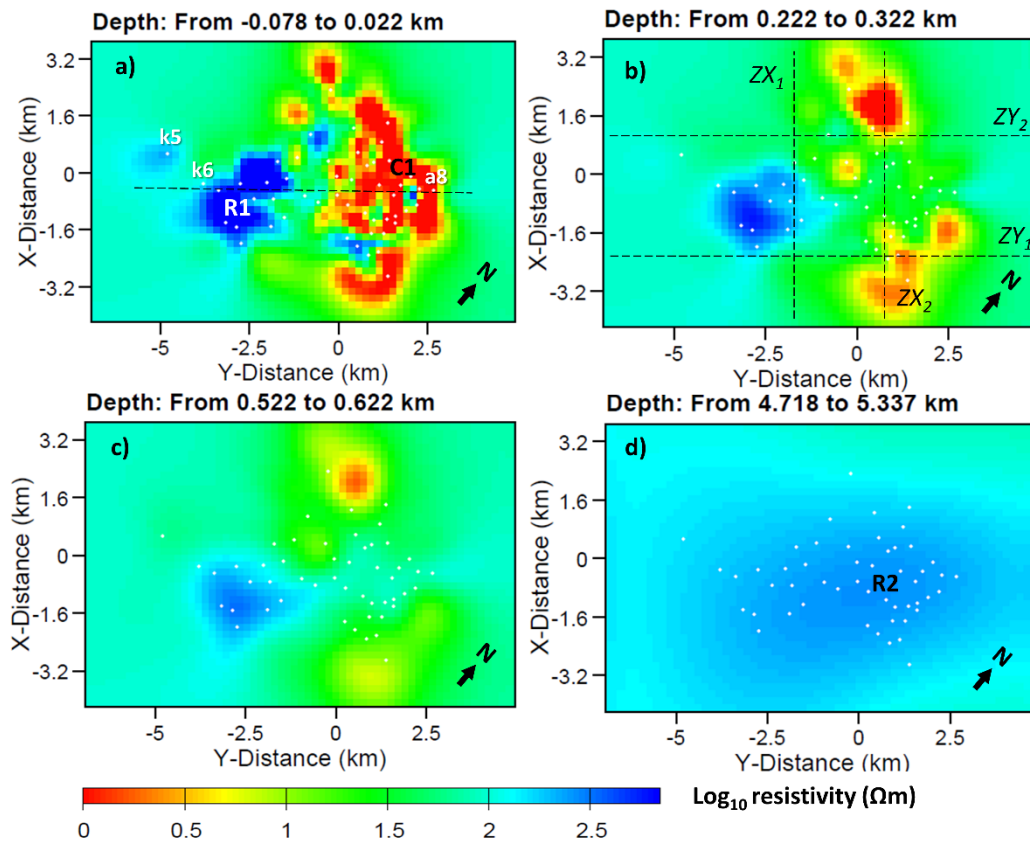 Depth: From -0.078 to 0.022 km
a)
3.2
1.6
0
-1.6
-3.2
X-Distance (km)
k5
k6
R1
C1
a8
N
-5
-2.5
0
2.5
Y-Distance (km)
Depth: From 0.222 to 0.322 km
b)
3.2
1.6
0
-1.6
-3.2
X-Distance (km)
ZX1
ZY2
ZY1
ZX2
N
-5
-2.5
0
2.5
Y-Distance (km)
Depth: From 0.522 to 0.622 km
c)
3.2
1.6
0
-1.6
-3.2
X-Distance (km)
N
-5
-2.5
0
2.5
Y-Distance (km)
Depth: From 4.718 to 5.337 km
d)
3.2
1.6
0
-1.6
-3.2
X-Distance (km)
R2
N
-5
-2.5
0
2.5
Y-Distance (km)
0
0.5
1
1.5
2
2.5
Log10 resistivity (Ωm)